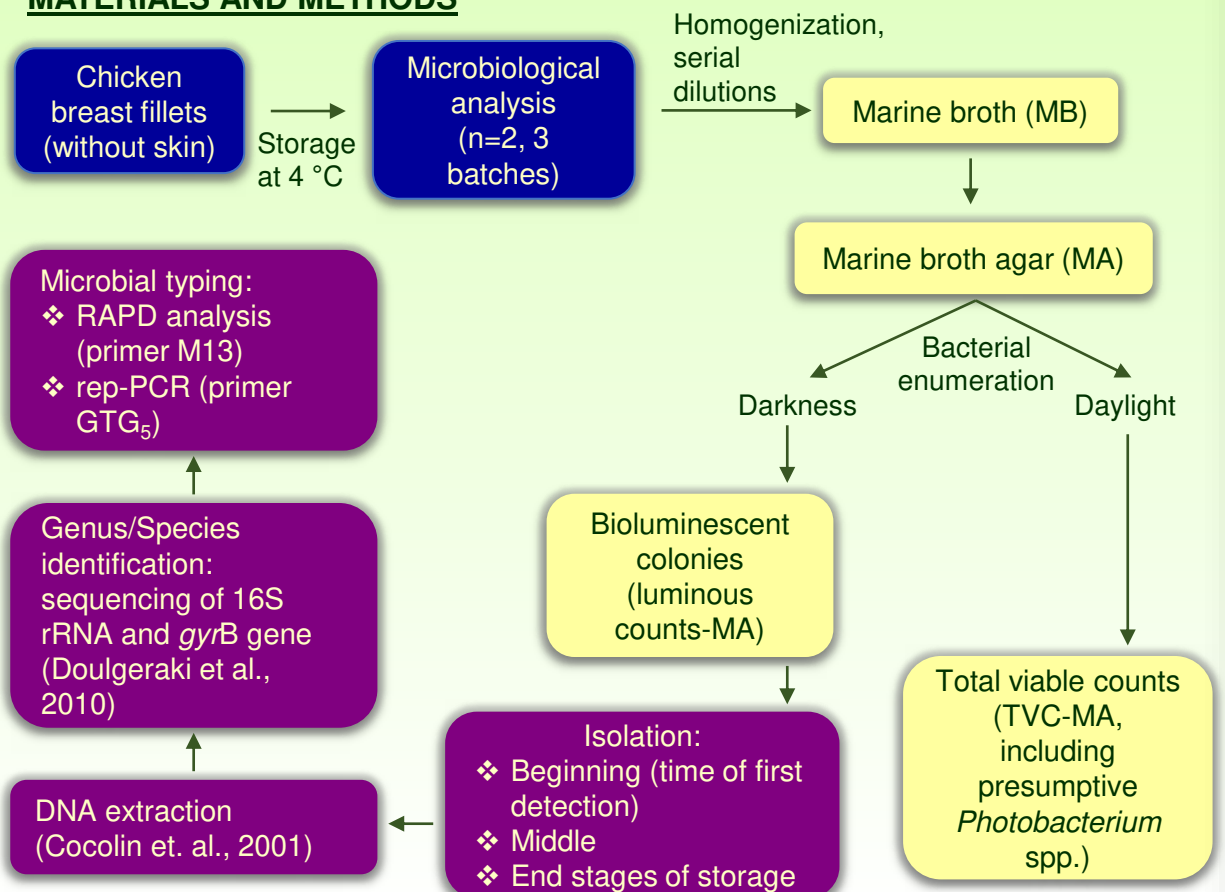 MATERIALS AND METHODS
Chicken
breast fillets
(without skin)
Storage
at 4 °C
Microbiological
analysis
(n=2, 3
batches)
Homogenization,
serial
dilutions
Marine broth (MB)
Marine broth agar (MA)
Bacterial
enumeration
Darkness
Daylight
Bioluminescent
colonies
(luminous
counts-MA)
Total viable counts
(TVC-MA,
including
presumptive
Photobacterium
spp.)
Isolation:
❖ Beginning (time of first
detection)
❖ Middle
❖ End stages of storage
DNA extraction
(Cocolin et. al., 2001)
Genus/Species
identification:
sequencing of 16S
rRNA and gyrB gene
(Doulgeraki et al.,
2010)
Microbial typing:
❖ RAPD analysis
(primer M13)
❖ rep-PCR (primer
GTG₅)